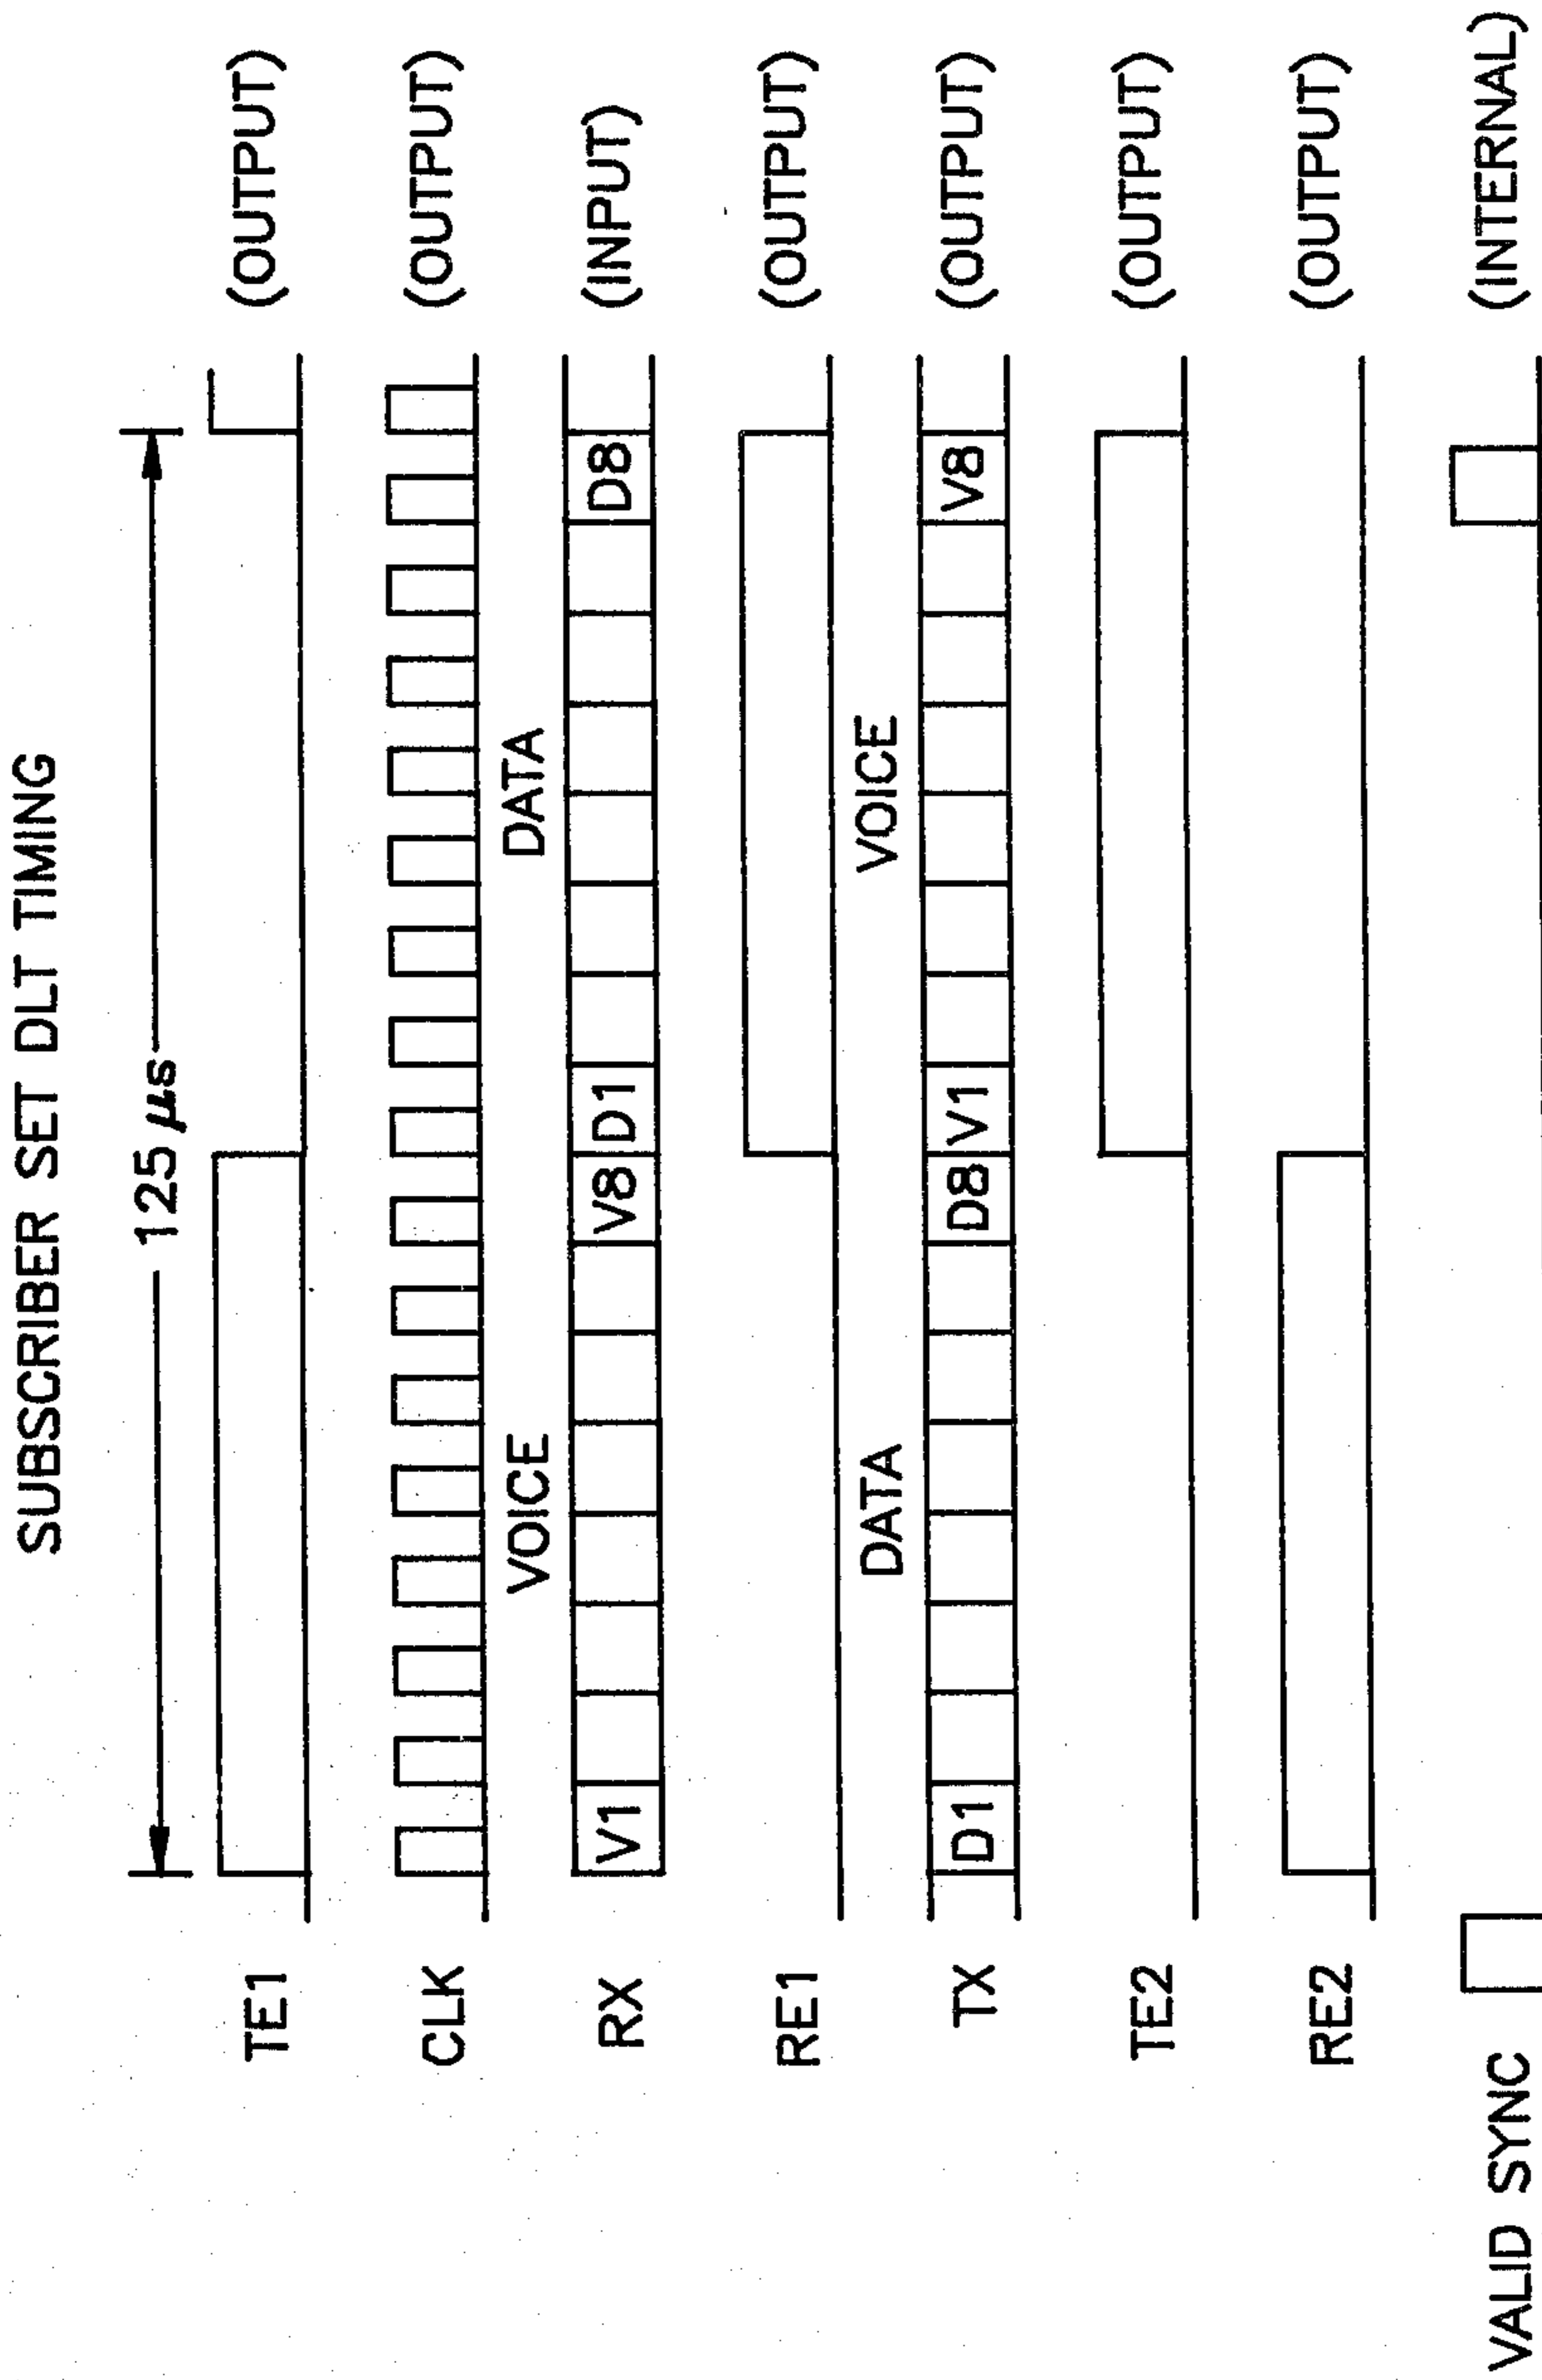 SUBSCRIBER SET DLT TIMING
125 µs
TE1 (OUTPUT)
CLK (OUTPUT)
VOICE DATA
RX V1 V8 D1 D8 (INPUT)
RE1 (OUTPUT)
DATA VOICE
TX D1 D8 V1 V8 (OUTPUT)
TE2 (OUTPUT)
RE2 (OUTPUT)
VALID SYNC (INTERNAL)